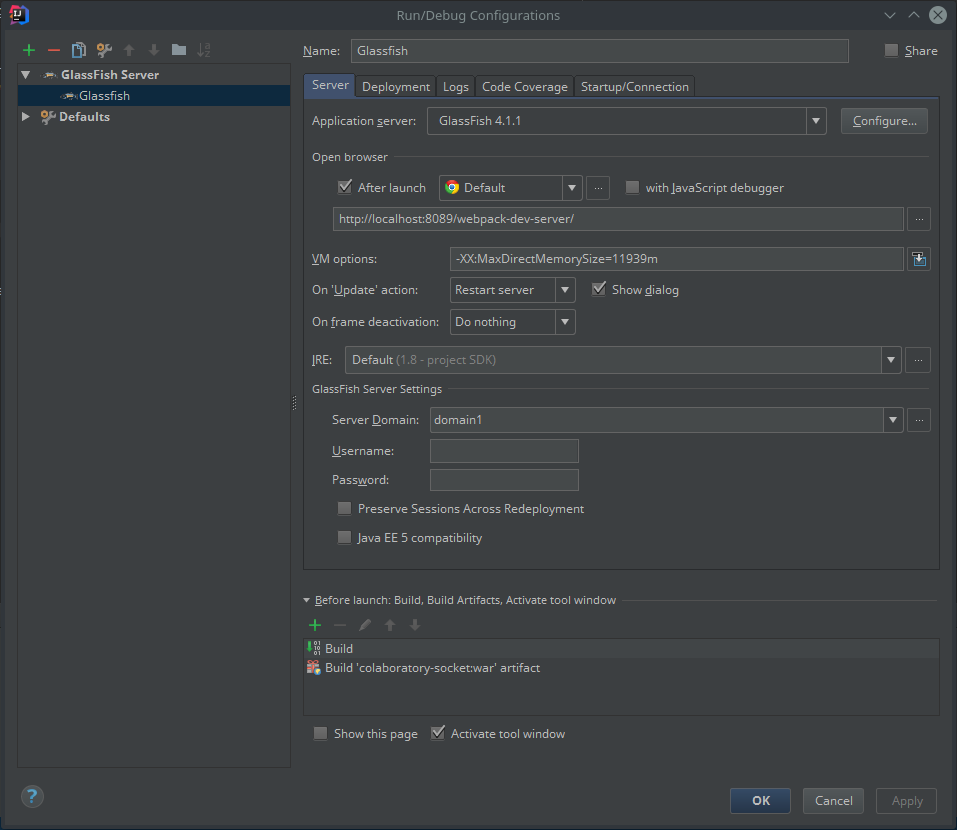 Run/Debug Configurations
Name: Glassfish
Share
GlassFish Server
Glassfish
Defaults
Server Deployment Logs Code Coverage Startup/Connection
Application server: GlassFish 4.1.1 Configure...
Open browser
After launch Default ... with JavaScript debugger
http://localhost:8089/webpack-dev-server/ ...
VM options: -XX:MaxDirectMemorySize=11939m
On 'Update' action: Restart server Show dialog
On frame deactivation: Do nothing
JRE: Default (1.8 - project SDK) ...
GlassFish Server Settings
Server Domain: domain1 ...
Username:
Password:
Preserve Sessions Across Redeployment
Java EE 5 compatibility
Before launch: Build, Build Artifacts, Activate tool window
Build
Build 'colaboratory-socket:war' artifact
Show this page Activate tool window
? OK Cancel Apply